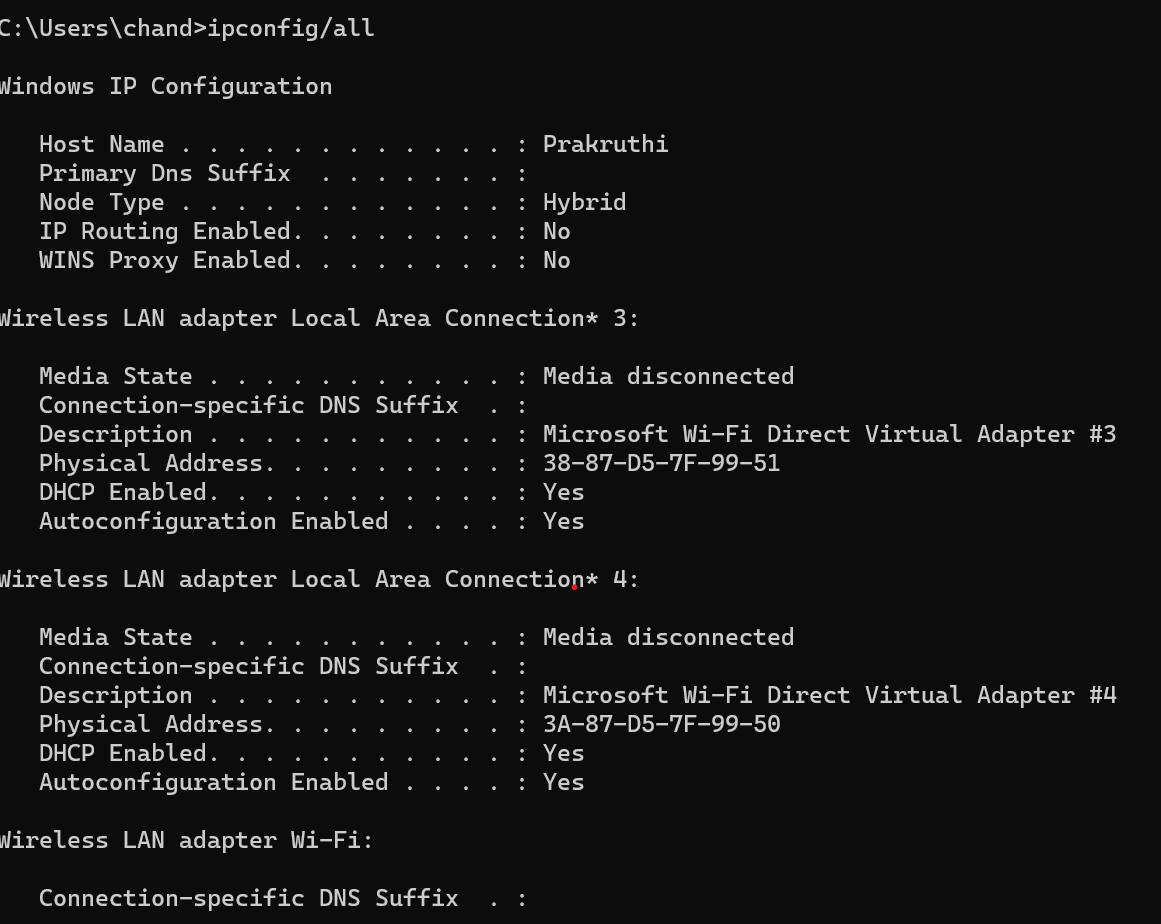 C:\Users\chand>ipconfig/all
Windows IP Configuration
Host Name . . . . . . . . . . . . : Prakruthi
Primary Dns Suffix  . . . . . . . :
Node Type . . . . . . . . . . . . : Hybrid
IP Routing Enabled. . . . . . . . : No
WINS Proxy Enabled. . . . . . . . : No
Wireless LAN adapter Local Area Connection* 3:
Media State . . . . . . . . . . . : Media disconnected
Connection-specific DNS Suffix  . :
Description . . . . . . . . . . . : Microsoft Wi-Fi Direct Virtual Adapter #3
Physical Address. . . . . . . . . : 38-87-D5-7F-99-51
DHCP Enabled. . . . . . . . . . . : Yes
Autoconfiguration Enabled . . . . : Yes
Wireless LAN adapter Local Area Connection* 4:
Media State . . . . . . . . . . . : Media disconnected
Connection-specific DNS Suffix  . :
Description . . . . . . . . . . . : Microsoft Wi-Fi Direct Virtual Adapter #4
Physical Address. . . . . . . . . : 3A-87-D5-7F-99-50
DHCP Enabled. . . . . . . . . . . : Yes
Autoconfiguration Enabled . . . . : Yes
Wireless LAN adapter Wi-Fi:
Connection-specific DNS Suffix  . :